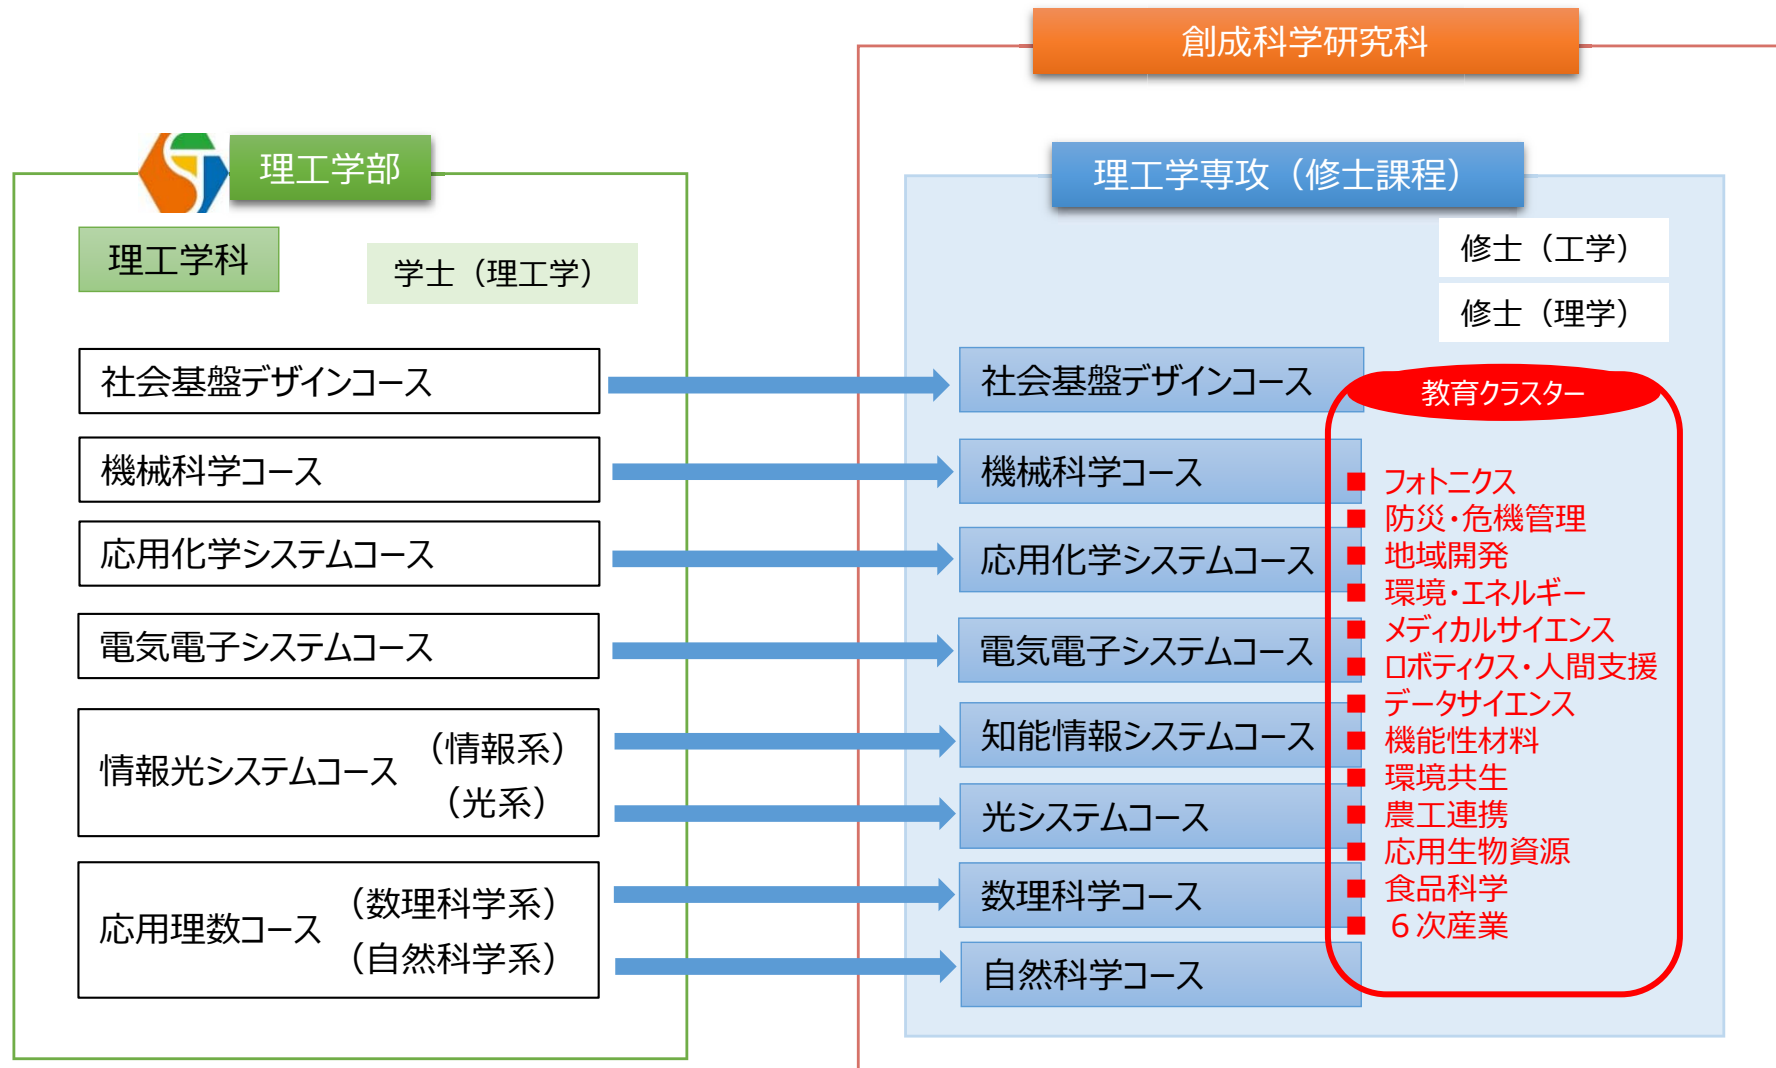 創成科学研究科
理工学部
理工学科
学士（理工学）
社会基盤デザインコース
機械科学コース
応用化学システムコース
電気電子システムコース
情報光システムコース
（情報系）
（光系）
応用理数コース
（数理科学系）
（自然科学系）
理工学専攻（修士課程）
修士（工学）
修士（理学）
社会基盤デザインコース
機械科学コース
応用化学システムコース
電気電子システムコース
知能情報システムコース
光システムコース
数理科学コース
自然科学コース
教育クラスター
■ フォトニクス
■ 防災・危機管理
■ 地域開発
■ 環境・エネルギー
■ メディカルサイエンス
■ ロボティクス・人間支援
■ データサイエンス
■ 機能性材料
■ 環境共生
■ 農工連携
■ 応用生物資源
■ 食品科学
■ ６次産業